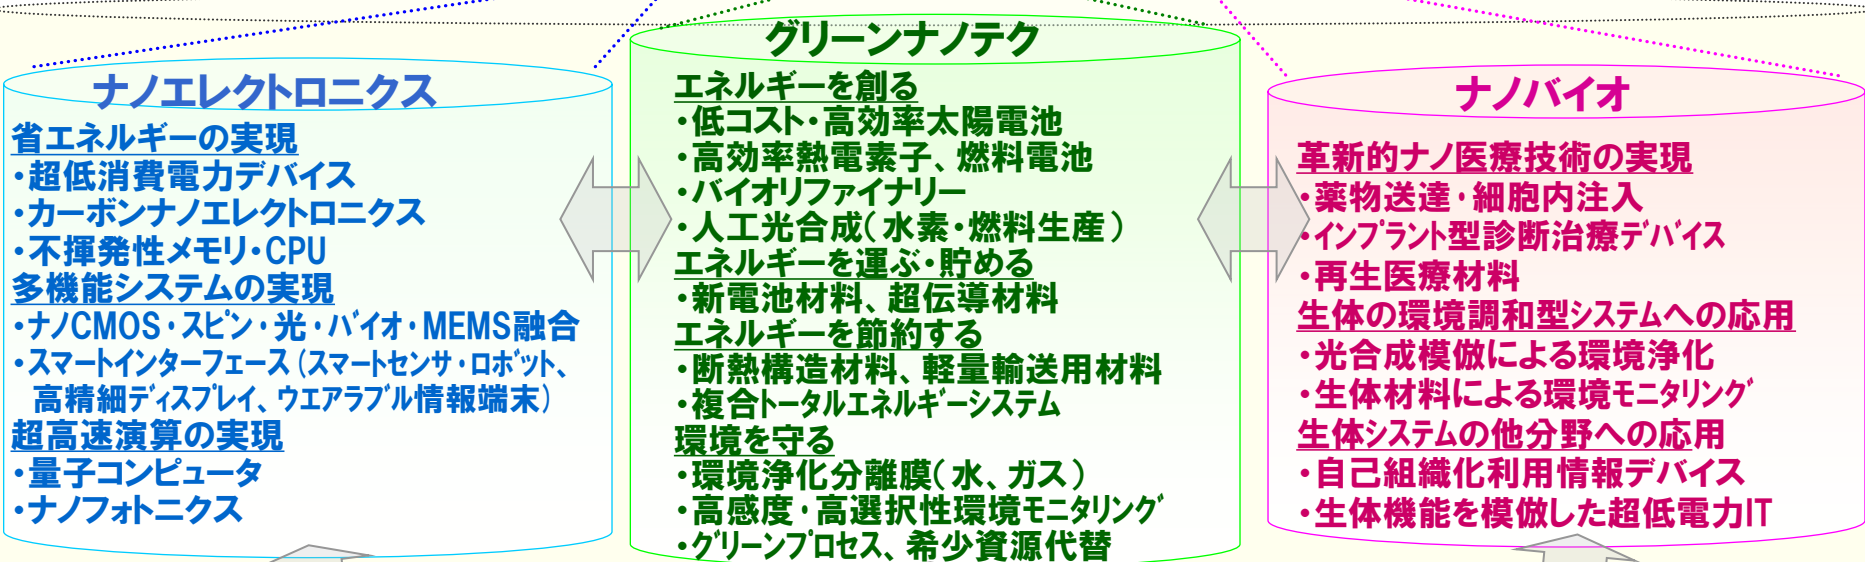 ナノエレクトロニクス
省エネルギーの実現
・超低消費電力デバイス
・カーボンナノエレクトロニクス
・不揮発性メモリ・CPU
多機能システムの実現
・ナノCMOS・スピン・光・バイオ・MEMS融合
・スマートインターフェース（スマートセンサ・ロボット、
高精細ディスプレイ、ウエアラブル情報端末）
超高速演算の実現
・量子コンピュータ
・ナノフォトニクス
グリーンナノテク
エネルギーを創る
・低コスト・高効率太陽電池
・高効率熱電素子、燃料電池
・バイオリファイナリー
・人工光合成（水素・燃料生産）
エネルギーを運ぶ・貯める
・新電池材料、超伝導材料
エネルギーを節約する
・断熱構造材料、軽量輸送用材料
・複合トータルエネルギーシステム
環境を守る
・環境浄化分離膜（水、ガス）
・高感度・高選択性環境モニタリング
・グリーンプロセス、希少資源代替
ナノバイオ
革新的ナノ医療技術の実現
・薬物送達・細胞内注入
・インプラント型診断治療デバイス
・再生医療材料
生体の環境調和型システムへの応用
・光合成模倣による環境浄化
・生体材料による環境モニタリング
生体システムの他分野への応用
・自己組織化利用情報デバイス
・生体機能を模倣した超低電力IT